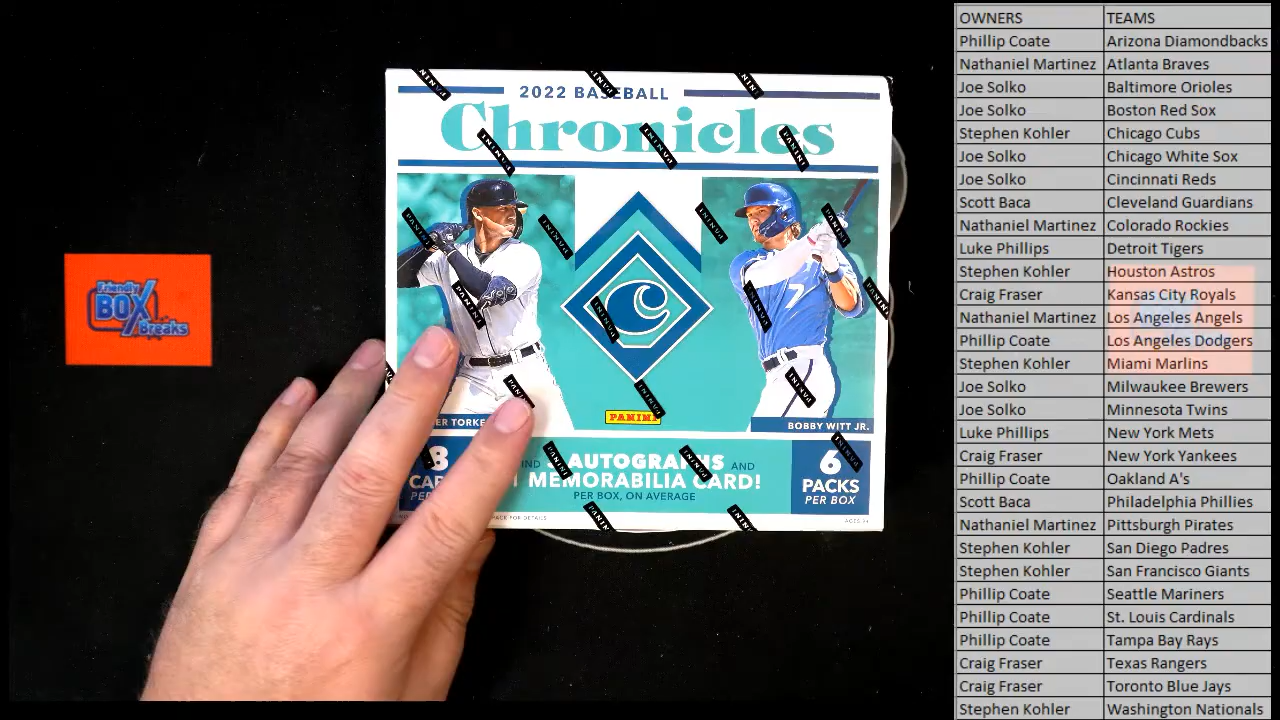 Friendly
BOX
Breaks
2022 BASEBALL
Chronicles
PANINI
BOBBY WITT JR.
7
8
AUTOGRAPHS AND
MEMORABILIA CARD!
PER BOX, ON AVERAGE
6
PACKS
PER BOX
OWNERS TEAMS
Phillip Coate Arizona Diamondbacks
Nathaniel Martinez Atlanta Braves
Joe Solko Baltimore Orioles
Joe Solko Boston Red Sox
Stephen Kohler Chicago Cubs
Joe Solko Chicago White Sox
Joe Solko Cincinnati Reds
Scott Baca Cleveland Guardians
Nathaniel Martinez Colorado Rockies
Luke Phillips Detroit Tigers
Stephen Kohler Houston Astros
Craig Fraser Kansas City Royals
Nathaniel Martinez Los Angeles Angels
Phillip Coate Los Angeles Dodgers
Stephen Kohler Miami Marlins
Joe Solko Milwaukee Brewers
Joe Solko Minnesota Twins
Luke Phillips New York Mets
Craig Fraser New York Yankees
Phillip Coate Oakland A's
Scott Baca Philadelphia Phillies
Nathaniel Martinez Pittsburgh Pirates
Stephen Kohler San Diego Padres
Stephen Kohler San Francisco Giants
Phillip Coate Seattle Mariners
Phillip Coate St. Louis Cardinals
Phillip Coate Tampa Bay Rays
Craig Fraser Texas Rangers
Craig Fraser Toronto Blue Jays
Stephen Kohler Washington Nationals